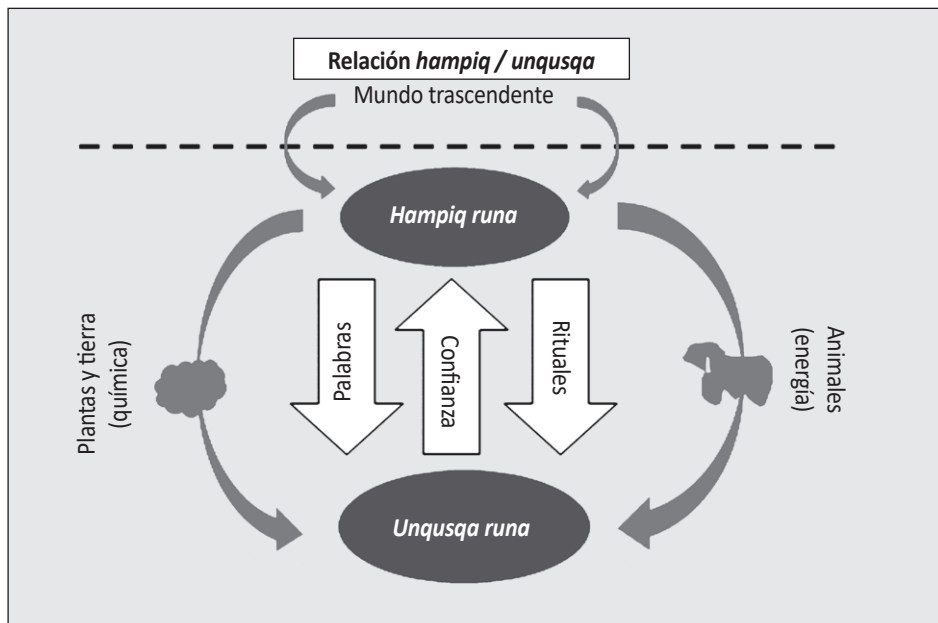 Relación hampiq / unqusqa
Mundo trascendente
Hampiq runa
Plantas y tierra
(química)
Palabras
Confianza
Rituales
Animales
(energía)
Unqusqa runa